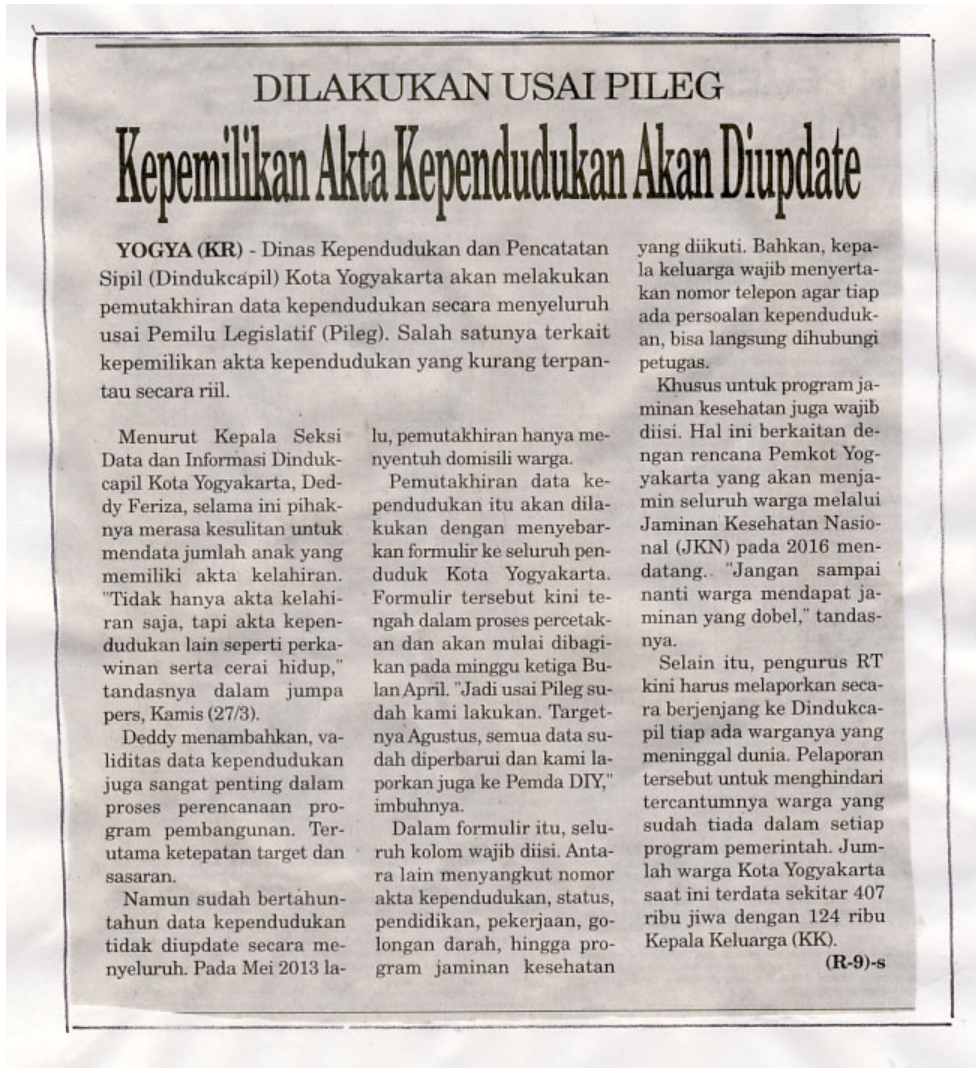 DILAKUKAN USAI PILEG
Kepemilikan Akta Kependudukan Akan Diupdate
YOGYA (KR) - Dinas Kependudukan dan Pencatatan
Sipil (Dindukcapil) Kota Yogyakarta akan melakukan
pemutakhiran data kependudukan secara menyeluruh
usai Pemilu Legislatif (Pileg). Salah satunya terkait
kepemilikan akta kependudukan yang kurang terpan-
tau secara riil.
Menurut Kepala Seksi
Data dan Informasi Dinduk-
capil Kota Yogyakarta, Ded-
dy Feriza, selama ini pihak-
nya merasa kesulitan untuk
mendata jumlah anak yang
memiliki akta kelahiran.
"Tidak hanya akta kelahi-
ran saja, tapi akta kepen-
dudukan lain seperti perka-
winan serta cerai hidup,"
tandasnya dalam jumpa
pers, Kamis (27/3).
Deddy menambahkan, va-
liditas data kependudukan
juga sangat penting dalam
proses perencanaan pro-
gram pembangunan. Ter-
utama ketepatan target dan
sasaran.
Namun sudah bertahun-
tahun data kependudukan
tidak diupdate secara me-
nyeluruh. Pada Mei 2013 la-
lu, pemutakhiran hanya me-
nyentuh domisili warga.
Pemutakhiran data ke-
pendudukan itu akan dila-
kukan dengan menyebar-
kan formulir ke seluruh pen-
duduk Kota Yogyakarta.
Formulir tersebut kini te-
ngah dalam proses percetak-
an dan akan mulai dibagi-
kan pada minggu ketiga Bu-
lan April. "Jadi usai Pileg su-
dah kami lakukan. Target-
nya Agustus, semua data su-
dah diperbarui dan kami la-
porkan juga ke Pemda DIY,"
imbuhnya.
Dalam formulir itu, selu-
ruh kolom wajib diisi. Anta-
ra lain menyangkut nomor
akta kependudukan, status,
pendidikan, pekerjaan, go-
longan darah, hingga pro-
gram jaminan kesehatan
yang diikuti. Bahkan, kepa-
la keluarga wajib menyerta-
kan nomor telepon agar tiap
ada persoalan kependuduk-
an, bisa langsung dihubungi
petugas.
Khusus untuk program ja-
minan kesehatan juga wajib
diisi. Hal ini berkaitan de-
ngan rencana Pemkot Yog-
yakarta yang akan menja-
min seluruh warga melalui
Jaminan Kesehatan Nasio-
nal (JKN) pada 2016 men-
datang. "Jangan sampai
nanti warga mendapat ja-
minan yang dobel," tandas-
nya.
Selain itu, pengurus RT
kini harus melaporkan seca-
ra berjenjang ke Dindukca-
pil tiap ada warganya yang
meninggal dunia. Pelaporan
tersebut untuk menghindari
tercantumnya warga yang
sudah tiada dalam setiap
program pemerintah. Jum-
lah warga Kota Yogyakarta
saat ini terdata sekitar 407
ribu jiwa dengan 124 ribu
Kepala Keluarga (KK).
(R-9)-s